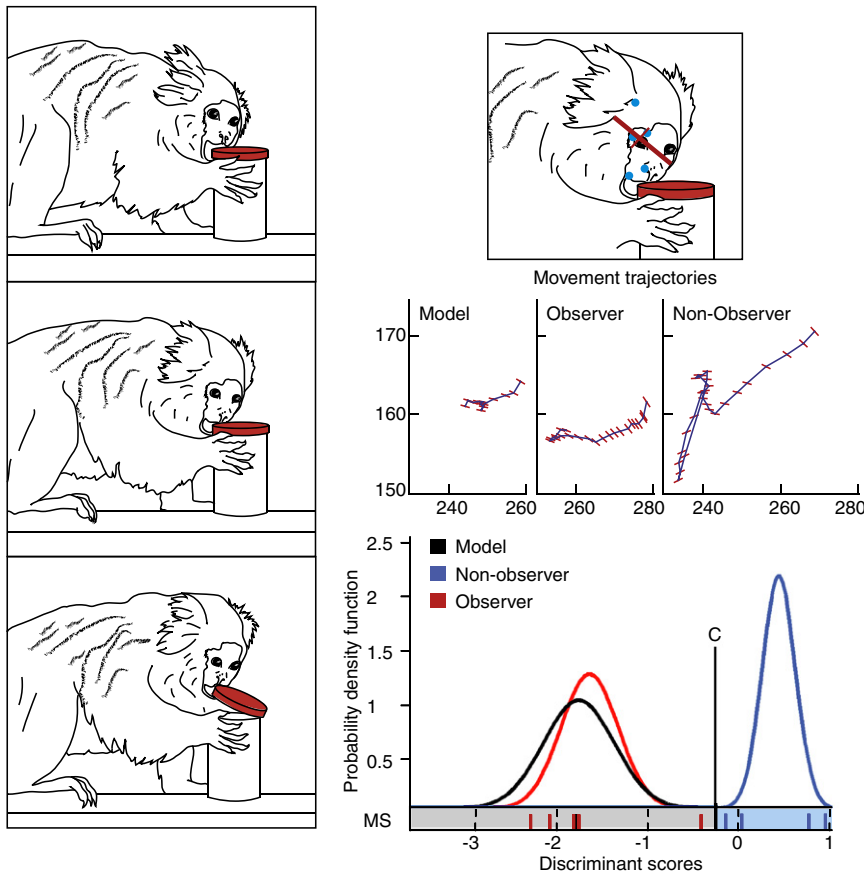 Movement trajectories
Model
Observer
Non-Observer
170
160
150
240
260
260
280
240
260
280
2.5
2
1.5
1
0.5
Probability density function
Model
Non-observer
Observer
C
MS
-3
-2
-1
0
1
Discriminant scores